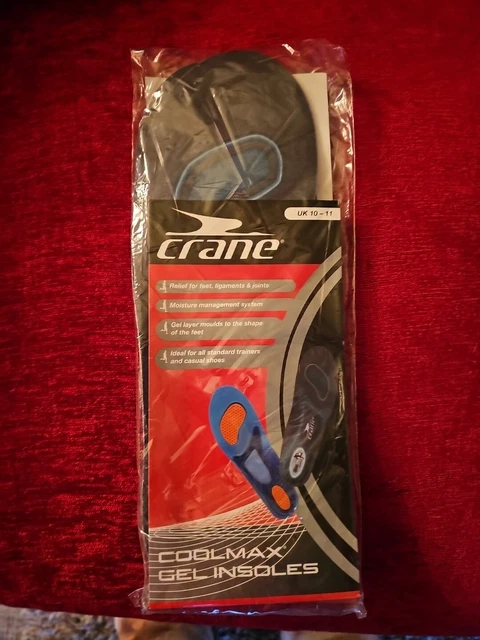 UK 10 – 11
crane®
Relief for feet, ligaments & joints
Moisture management system
Gel layer moulds to the shape
of the feet
Ideal for all standard trainers
and casual shoes
COOLMAX®
GEL INSOLES